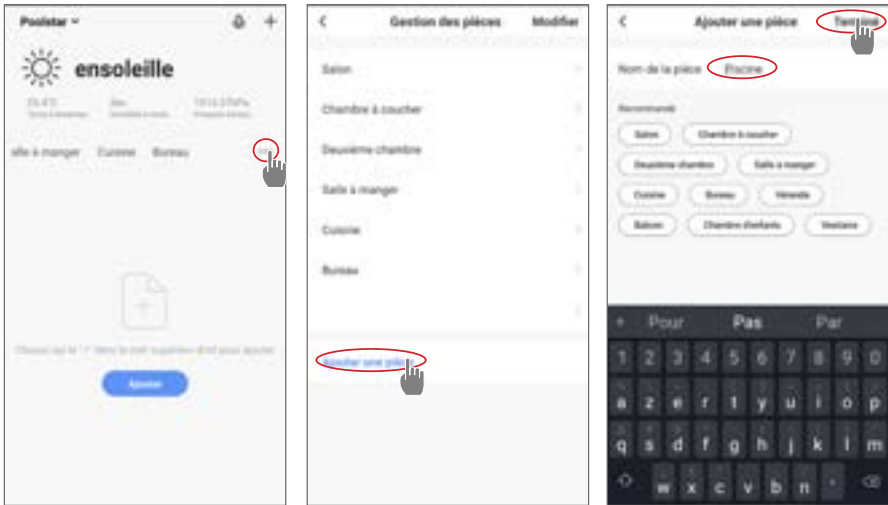 Poolstar
ensoleille
lle à manger Cuisine Bureau
Ajouter
Gestion des pièces Modifier
Salon
Chambre à coucher
Deuxième chambre
Salle à manger
Cuisine
Bureau
Ajouter une pièce
Ajouter une pièce Terminé
Nom de la pièce Piscine
Recommandé
Salon Chambre à coucher
Deuxième chambre Salle à manger
Cuisine Bureau Véranda
Balcon Chambre d'enfants Vestiaire
+ Pour Pas Par
1 2 3 4 5 6 7 8 9 0
a z e r t y u i o p
q s d f g h j k l m
w x c v b n '